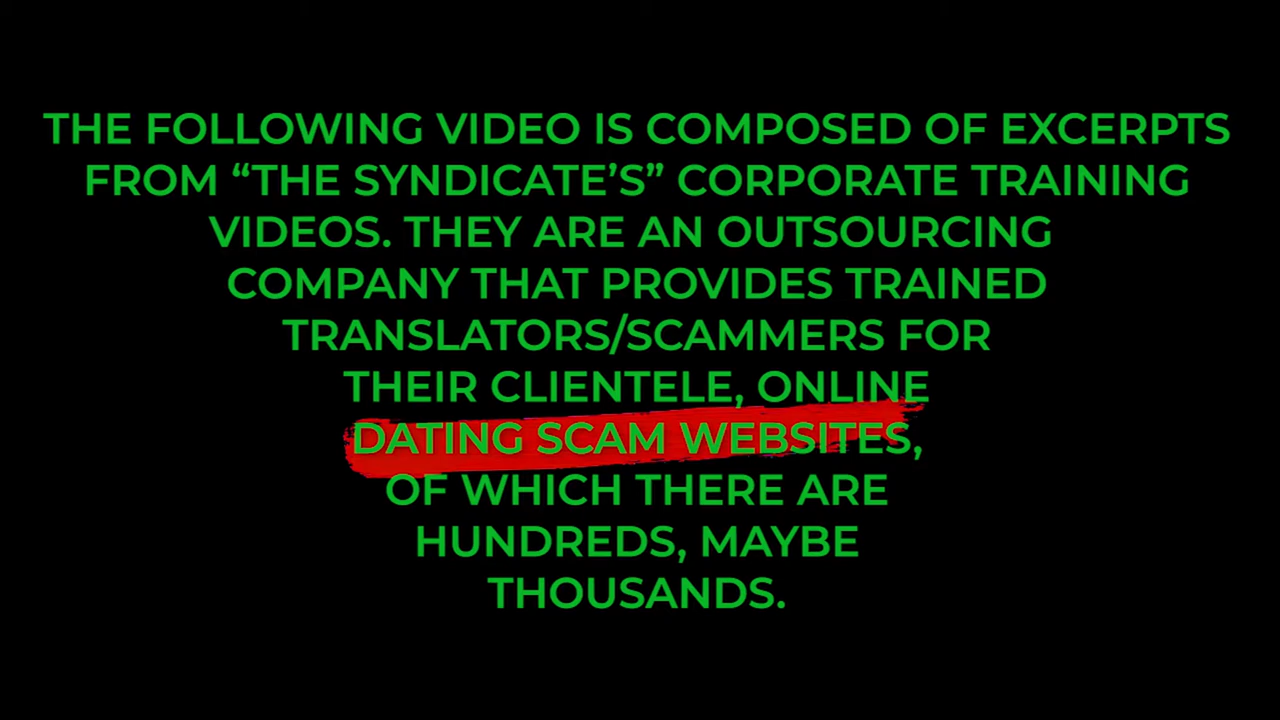 THE FOLLOWING VIDEO IS COMPOSED OF EXCERPTS
FROM “THE SYNDICATE’S” CORPORATE TRAINING
VIDEOS. THEY ARE AN OUTSOURCING
COMPANY THAT PROVIDES TRAINED
TRANSLATORS/SCAMMERS FOR
THEIR CLIENTELE, ONLINE
DATING SCAM WEBSITES,
OF WHICH THERE ARE
HUNDREDS, MAYBE
THOUSANDS.